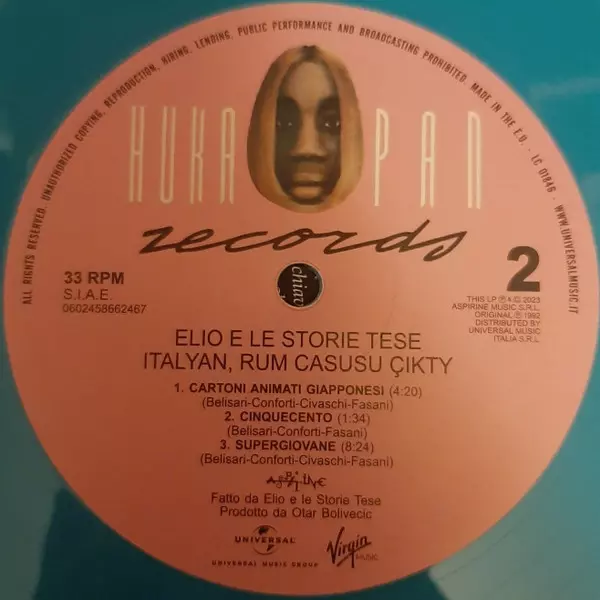 ALL RIGHTS RESERVED. UNAUTHORIZED COPYING, REPRODUCTION, HIRING, LENDING, PUBLIC PERFORMANCE AND BROADCASTING PROHIBITED. MADE IN THE E.U. - LC 01846 - WWW.UNIVERSALMUSIC.IT
HUKAPAN
records
33 RPM
S.I.A.E.
0602458662467
2
THIS LP ℗ & © 2023
ASPIRINE MUSIC S.R.L.
ORIGINAL ℗ 1992
DISTRIBUTED BY
UNIVERSAL MUSIC
ITALIA S.R.L.
chiav
ELIO E LE STORIE TESE
ITALYAN, RUM CASUSU ÇIKTY
1. CARTONI ANIMATI GIAPPONESI (4:20)
(Belisari-Conforti-Civaschi-Fasani)
2. CINQUECENTO (1:34)
(Belisari-Conforti-Fasani)
3. SUPERGIOVANE (8:24)
(Belisari-Conforti-Civaschi-Fasani)
Fatto da Elio e le Storie Tese
Prodotto da Otar Bolivecic
UNIVERSAL
UNIVERSAL MUSIC GROUP
Virgin
MUSIC